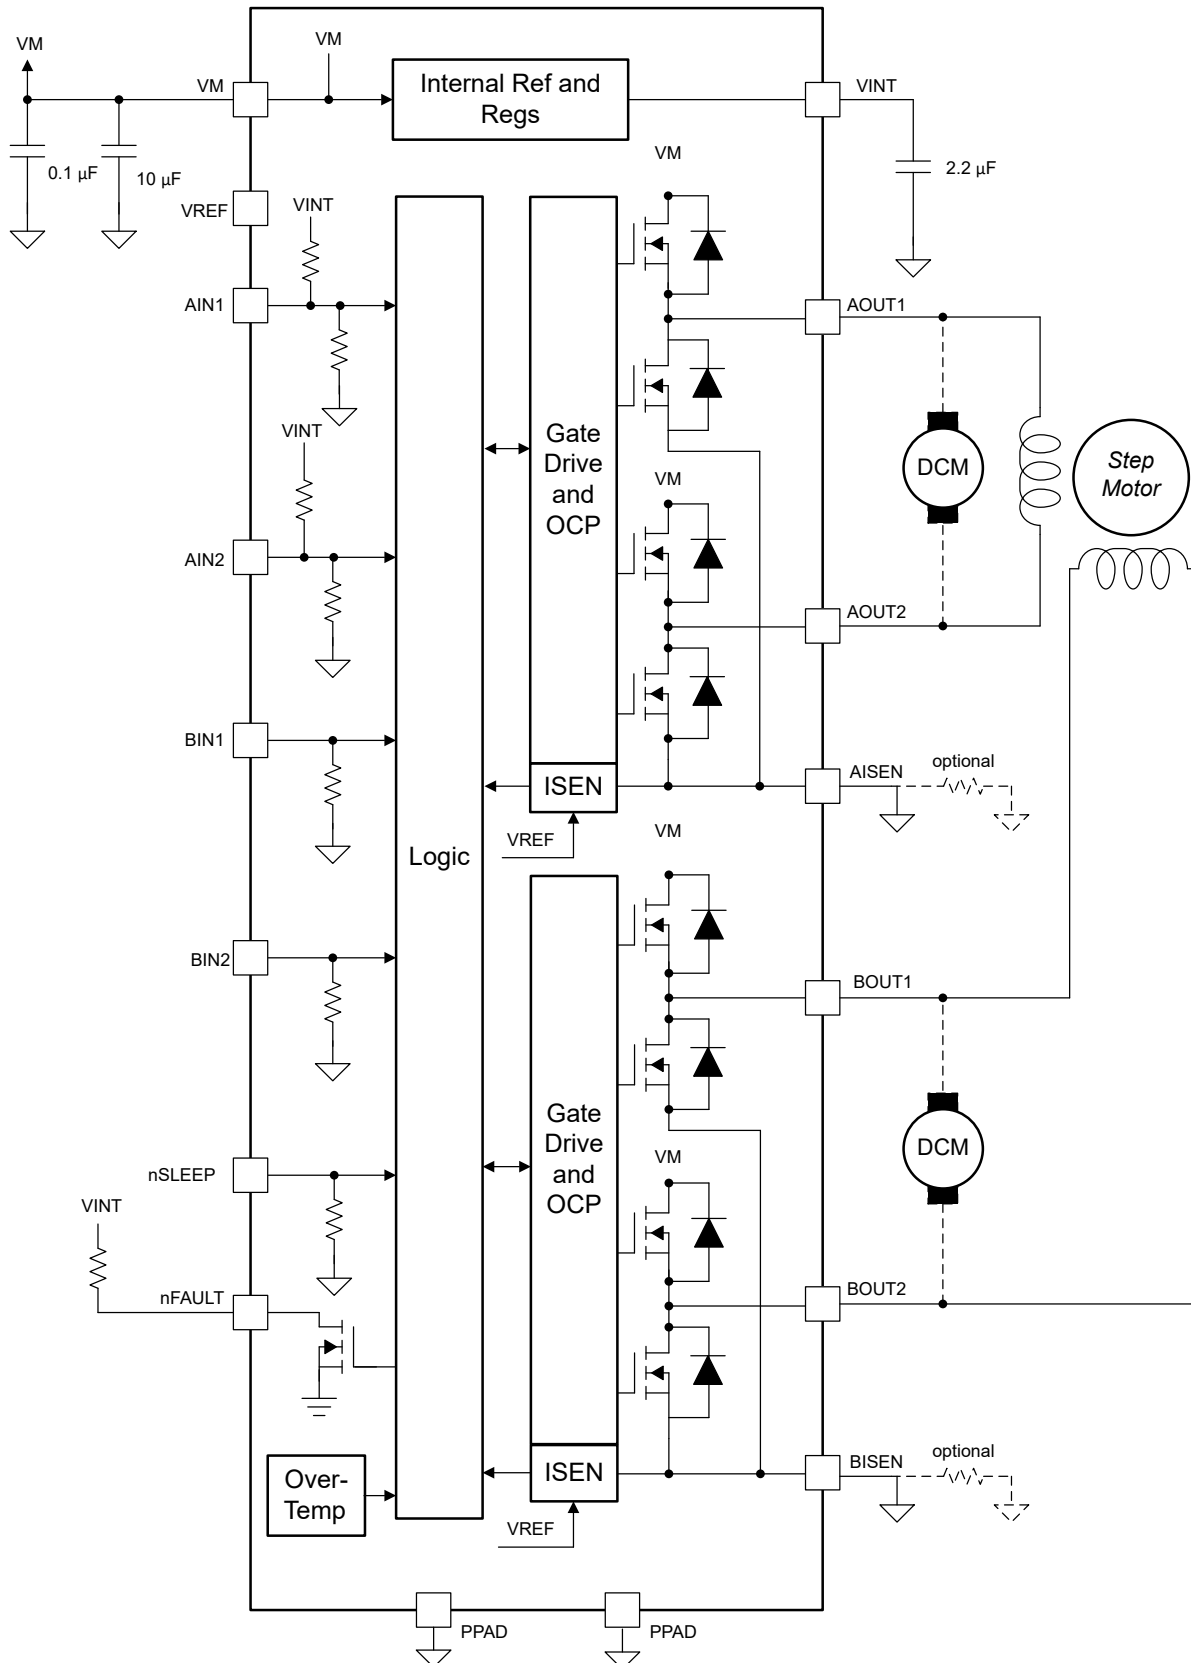 VM
VM
VM
Internal Ref and
Regs
VINT
0.1 µF
10 µF
VM
2.2 µF
VREF
VINT
AIN1
AOUT1
VINT
Gate
Drive
and
OCP
DCM
Step
Motor
VM
AIN2
AOUT2
BIN1
ISEN
AISEN
optional
VREF
VM
Logic
BIN2
BOUT1
Gate
Drive
and
OCP
DCM
VM
nSLEEP
VINT
nFAULT
BOUT2
Over-
Temp
ISEN
BISEN
optional
VREF
PPAD
PPAD